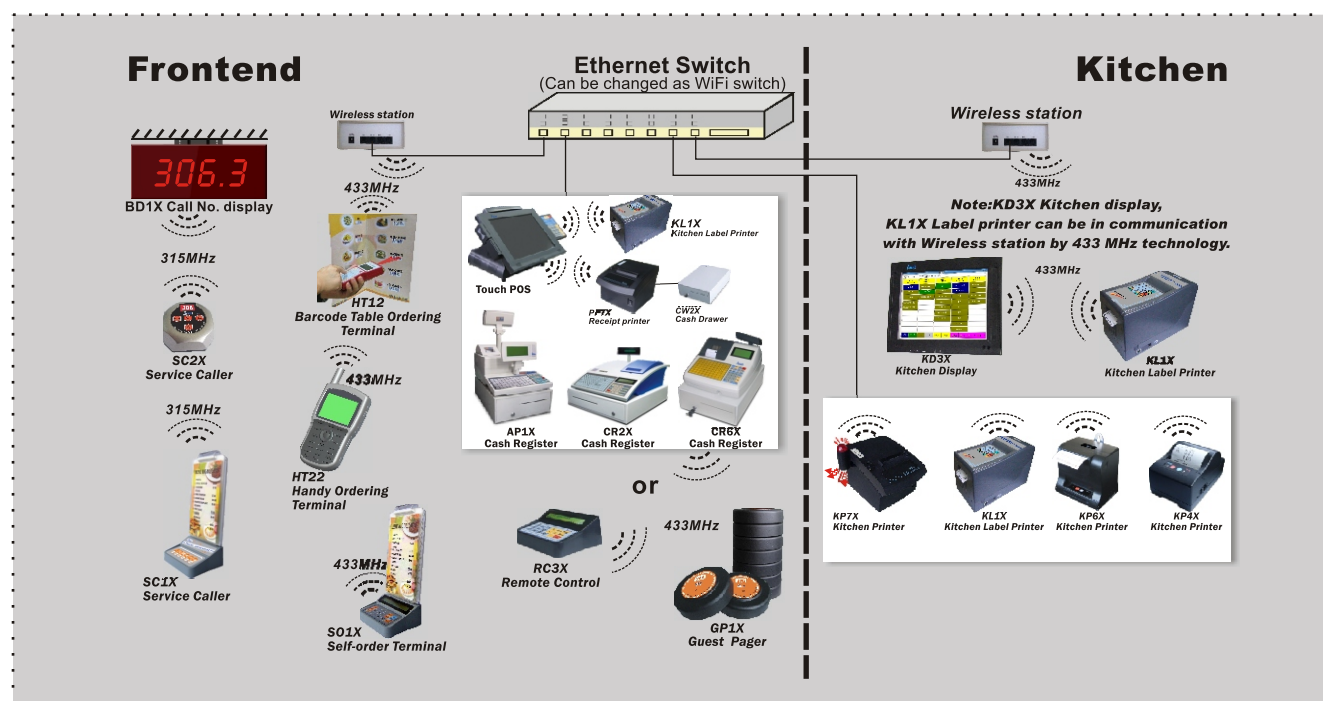 Frontend
Ethernet Switch
(Can be changed as WiFi switch)
Kitchen
Wireless station
Wireless station
306.3
BD1X Call No. display
433MHz
433MHz
Note:KD3X Kitchen display,
KL1X Label printer can be in communication
with Wireless station by 433 MHz technology.
315MHz
KL1X
Kitchen Label Printer
Touch POS
433MHz
HT12
Barcode Table Ordering
Terminal
Receipt printer
CW2X
Cash Drawer
306
SC2X
Service Caller
KD3X
Kitchen Display
KL1X
Kitchen Label Printer
433MHz
315MHz
AP1X
Cash Register
CR2X
Cash Register
CR6X
Cash Register
HT22
Handy Ordering
Terminal
or
433MHz
KP7X
Kitchen Printer
KL1X
Kitchen Label Printer
KP6X
Kitchen Printer
KP4X
Kitchen Printer
433MHz
RC3X
Remote Control
SC1X
Service Caller
GP1X
Guest Pager
SO1X
Self-order Terminal